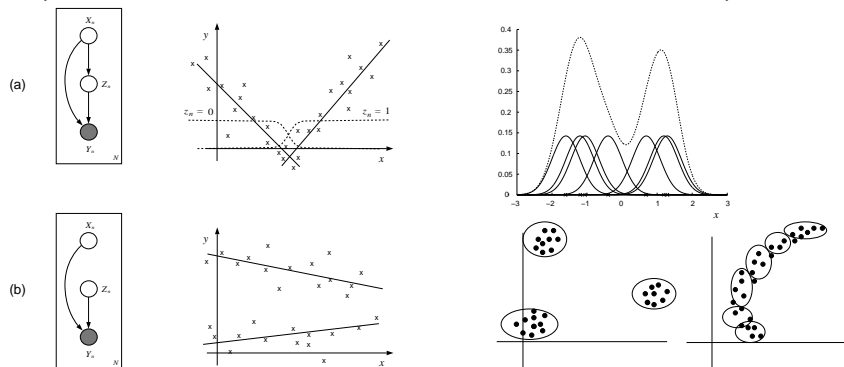 (a)
X_n
Z_n
Y_n
N
y
z_n = 0
z_n = 1
x
0.4
0.35
0.3
0.25
0.2
0.15
0.1
0.05
0
−3
−2
−1
0
1
2
3
x
(b)
X_n
Z_n
Y_n
N
y
x